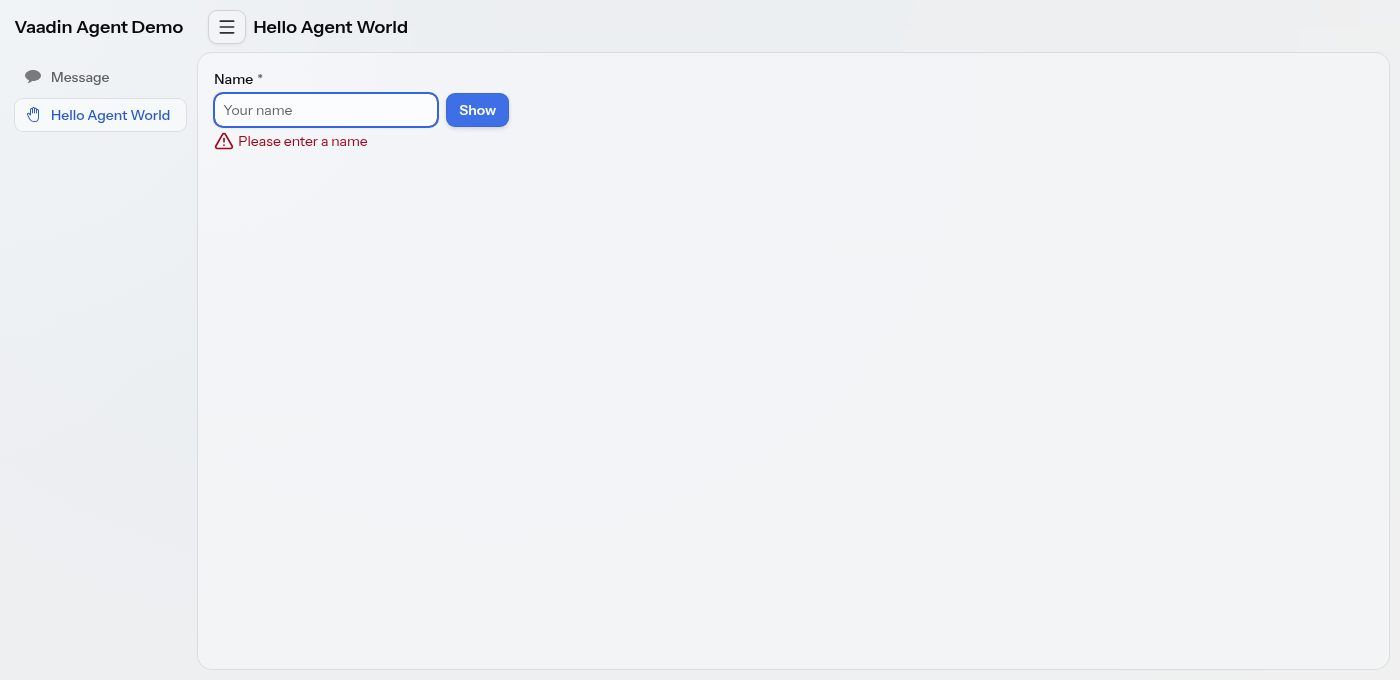 Vaadin Agent Demo
Hello Agent World
Message
Hello Agent World
Name *
Your name
Show
Please enter a name